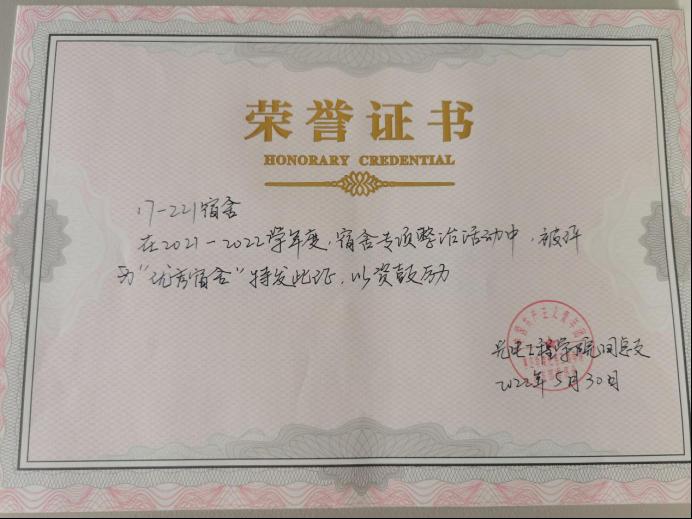 荣誉证书
HONORARY CREDENTIAL
17-221宿舍
在2021-2022学年度,宿舍专项整治活动中,被评
为"优秀宿舍"特发此证,以资鼓励
光电工程学院团总支
2022年5月30日